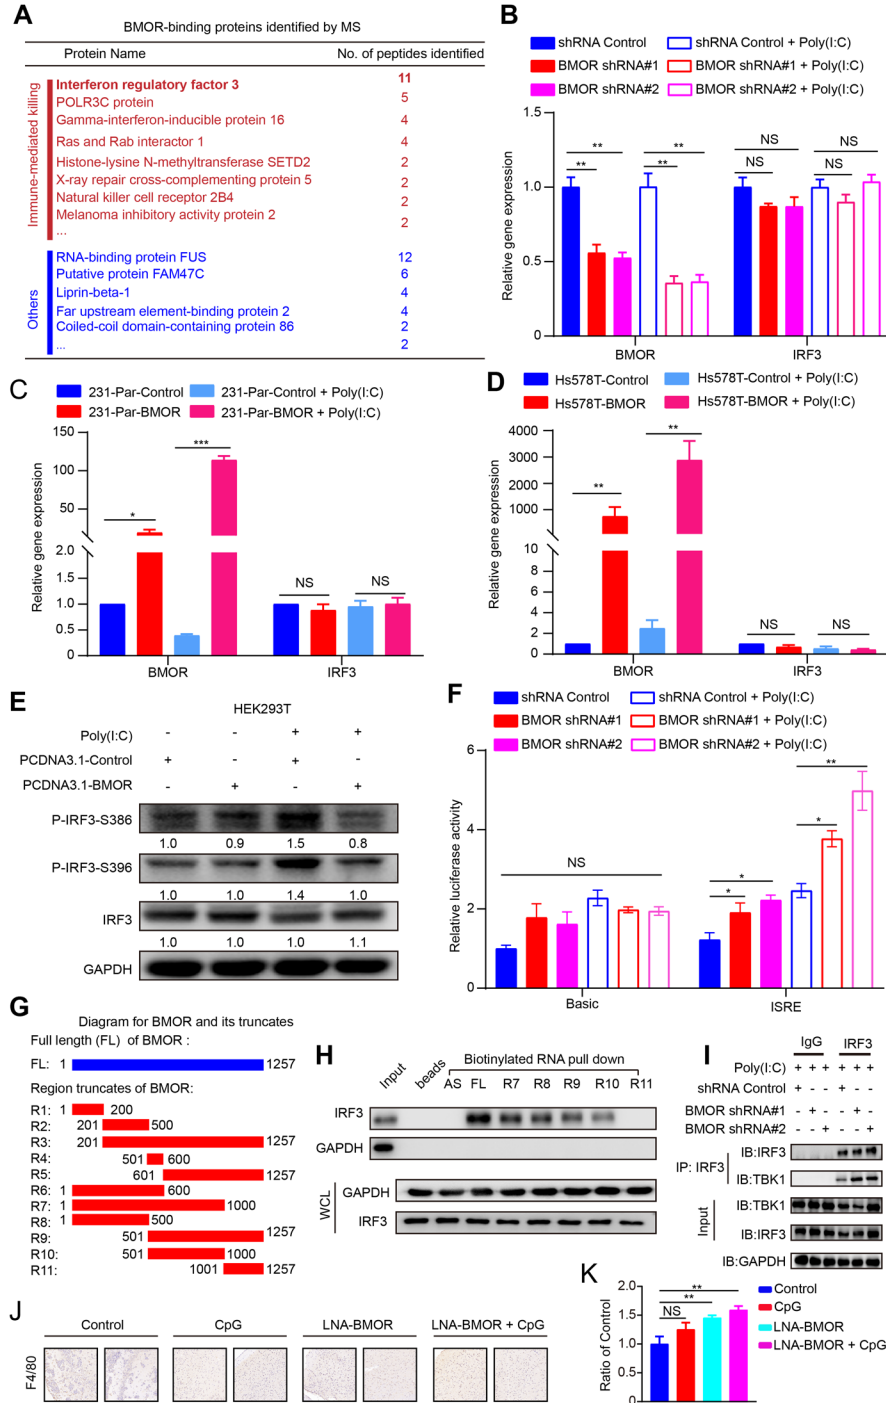 A
BMOR-binding proteins identified by MS
Protein Name No. of peptides identified
Immune-mediated killing
Interferon regulatory factor 3 11
POLR3C protein 5
Gamma-interferon-inducible protein 16 4
Ras and Rab interactor 1 4
Histone-lysine N-methyltransferase SETD2 2
X-ray repair cross-complementing protein 5 2
Natural killer cell receptor 2B4 2
Melanoma inhibitory activity protein 2 2
...
Others
RNA-binding protein FUS 12
Putative protein FAM47C 6
Liprin-beta-1 4
Far upstream element-binding protein 2 4
Coiled-coil domain-containing protein 86 2
... 2
B
shRNA Control shRNA Control + Poly(I:C)
BMOR shRNA#1 BMOR shRNA#1 + Poly(I:C)
BMOR shRNA#2 BMOR shRNA#2 + Poly(I:C)
Relative gene expression
1.5
1.0
0.5
0
** ** ** **
NS NS NS NS
BMOR IRF3
C
231-Par-Control 231-Par-Control + Poly(I:C)
231-Par-BMOR 231-Par-BMOR + Poly(I:C)
Relative gene expression
150
100
50
2.0
1.5
1.0
0.5
0
* *** NS NS
BMOR IRF3
D
Hs578T-Control Hs578T-Control + Poly(I:C)
Hs578T-BMOR Hs578T-BMOR + Poly(I:C)
Relative gene expression
4000
3000
2000
1000
10
8
6
4
2
0
** ** NS NS
BMOR IRF3
E
HEK293T
Poly(I:C) - - + +
PCDNA3.1-Control + - + -
PCDNA3.1-BMOR - + - +
P-IRF3-S386
1.0 0.9 1.5 0.8
P-IRF3-S396
1.0 1.0 1.4 1.0
IRF3
1.0 1.0 1.0 1.1
GAPDH
F
shRNA Control shRNA Control + Poly(I:C)
BMOR shRNA#1 BMOR shRNA#1 + Poly(I:C)
BMOR shRNA#2 BMOR shRNA#2 + Poly(I:C)
Relative luciferase activity
6
4
2
0
NS * * * **
Basic ISRE
G
Diagram for BMOR and its truncates
Full length (FL) of BMOR :
FL: 1 1257
Region truncates of BMOR:
R1: 1 200
R2: 201 500
R3: 201 1257
R4: 501 600
R5: 601 1257
R6: 1 600
R7: 1 1000
R8: 1 500
R9: 501 1257
R10: 501 1000
R11: 1001 1257
H
Biotinylated RNA pull down
Input beads AS FL R7 R8 R9 R10 R11
IRF3
GAPDH
WCL
GAPDH
IRF3
I
IgG IRF3
Poly(I:C) + + + + + +
shRNA Control + - - + - -
BMOR shRNA#1 - + - - + -
BMOR shRNA#2 - - + - - +
IP: IRF3
IB:IRF3
IB:TBK1
Input
IB:TBK1
IB:IRF3
IB:GAPDH
J
Control CpG LNA-BMOR LNA-BMOR + CpG
F4/80
K
Ratio of Control
2.0
1.5
1.0
0.5
0
NS ** **
Control
CpG
LNA-BMOR
LNA-BMOR + CpG